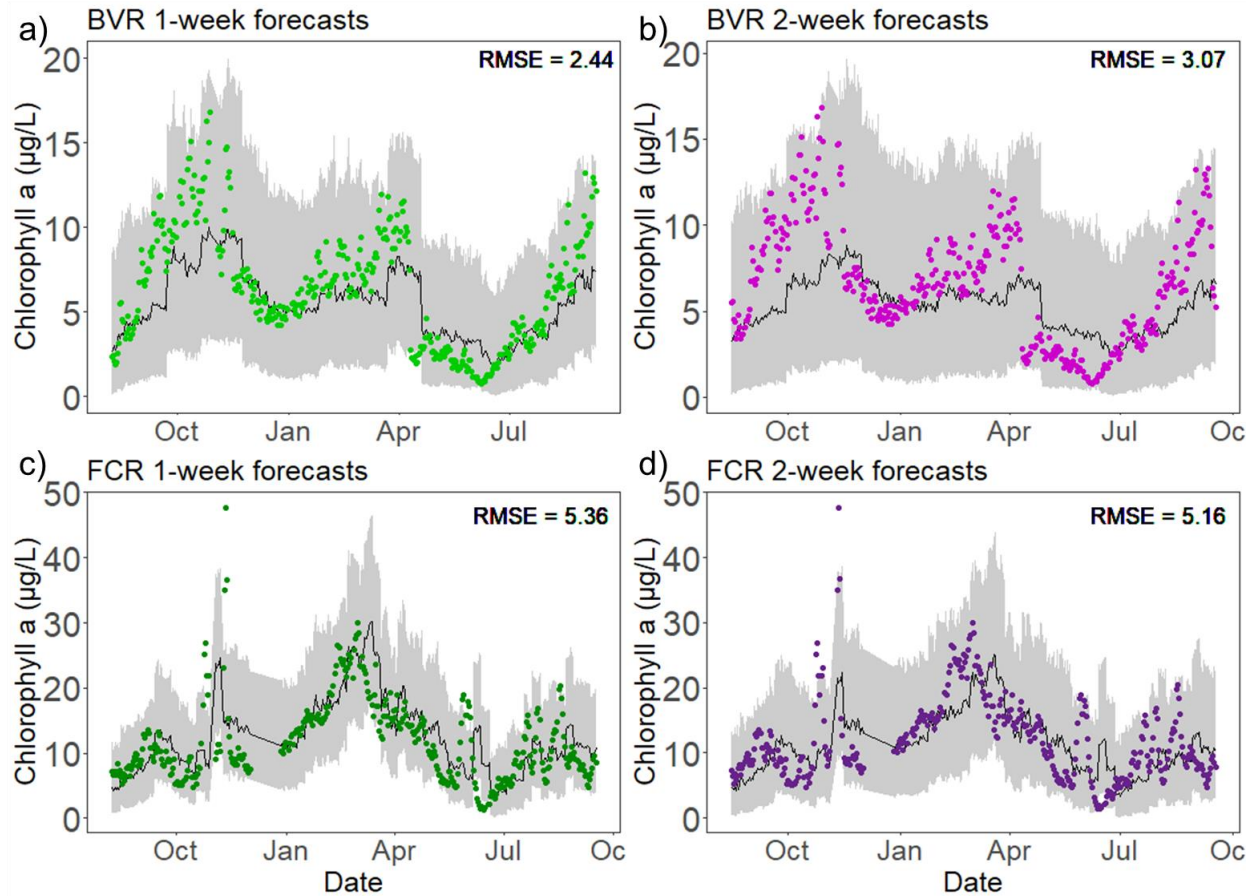 a)
BVR 1-week forecasts
RMSE = 2.44
Chlorophyll a (µg/L)
20
15
10
5
0
Oct
Jan
Apr
Jul
b)
BVR 2-week forecasts
RMSE = 3.07
Chlorophyll a (µg/L)
20
15
10
5
0
Oct
Jan
Apr
Jul
Oc
c)
FCR 1-week forecasts
RMSE = 5.36
Chlorophyll a (µg/L)
50
40
30
20
10
0
Oct
Jan
Apr
Jul
Oc
Date
d)
FCR 2-week forecasts
RMSE = 5.16
Chlorophyll a (µg/L)
50
40
30
20
10
0
Oct
Jan
Apr
Jul
Oc
Date